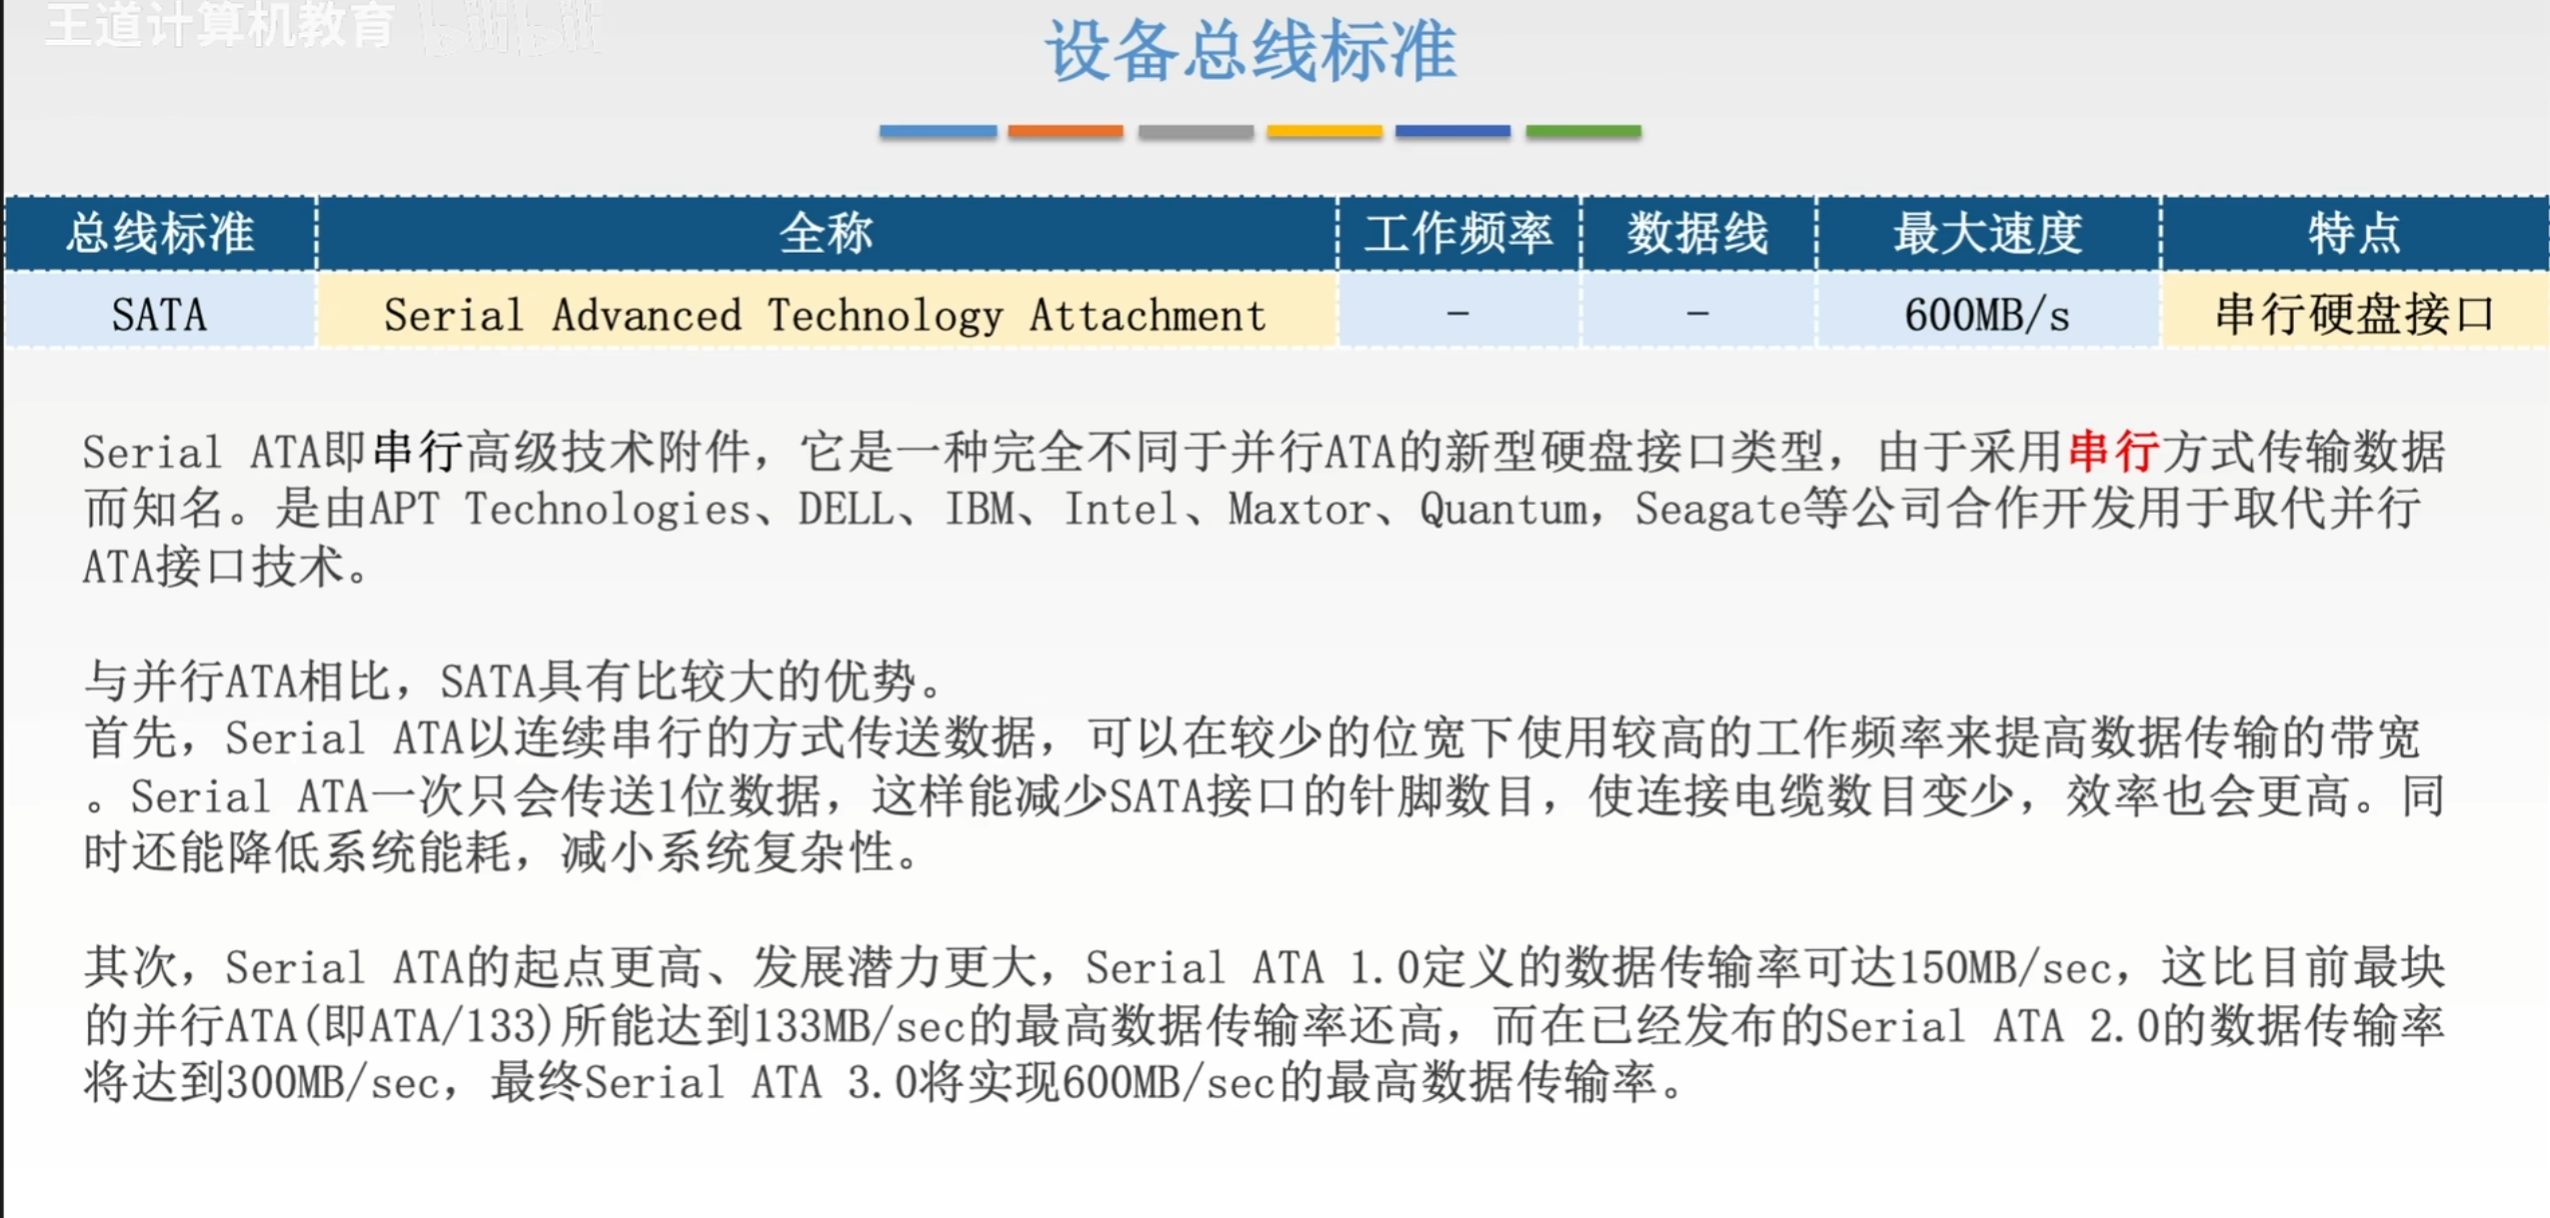 王道计算机教育 bilibili
设备总线标准
总线标准 全称 工作频率 数据线 最大速度 特点
SATA Serial Advanced Technology Attachment - - 600MB/s 串行硬盘接口
Serial ATA即串行高级技术附件，它是一种完全不同于并行ATA的新型硬盘接口类型，由于采用串行方式传输数据
而知名。是由APT Technologies、DELL、IBM、Intel、Maxtor、Quantum，Seagate等公司合作开发用于取代并行
ATA接口技术。
与并行ATA相比，SATA具有比较大的优势。
首先，Serial ATA以连续串行的方式传送数据，可以在较少的位宽下使用较高的工作频率来提高数据传输的带宽
。Serial ATA一次只会传送1位数据，这样能减少SATA接口的针脚数目，使连接电缆数目变少，效率也会更高。同
时还能降低系统能耗，减小系统复杂性。
其次，Serial ATA的起点更高、发展潜力更大，Serial ATA 1.0定义的数据传输率可达150MB/sec，这比目前最块
的并行ATA(即ATA/133)所能达到133MB/sec的最高数据传输率还高，而在已经发布的Serial ATA 2.0的数据传输率
将达到300MB/sec，最终Serial ATA 3.0将实现600MB/sec的最高数据传输率。